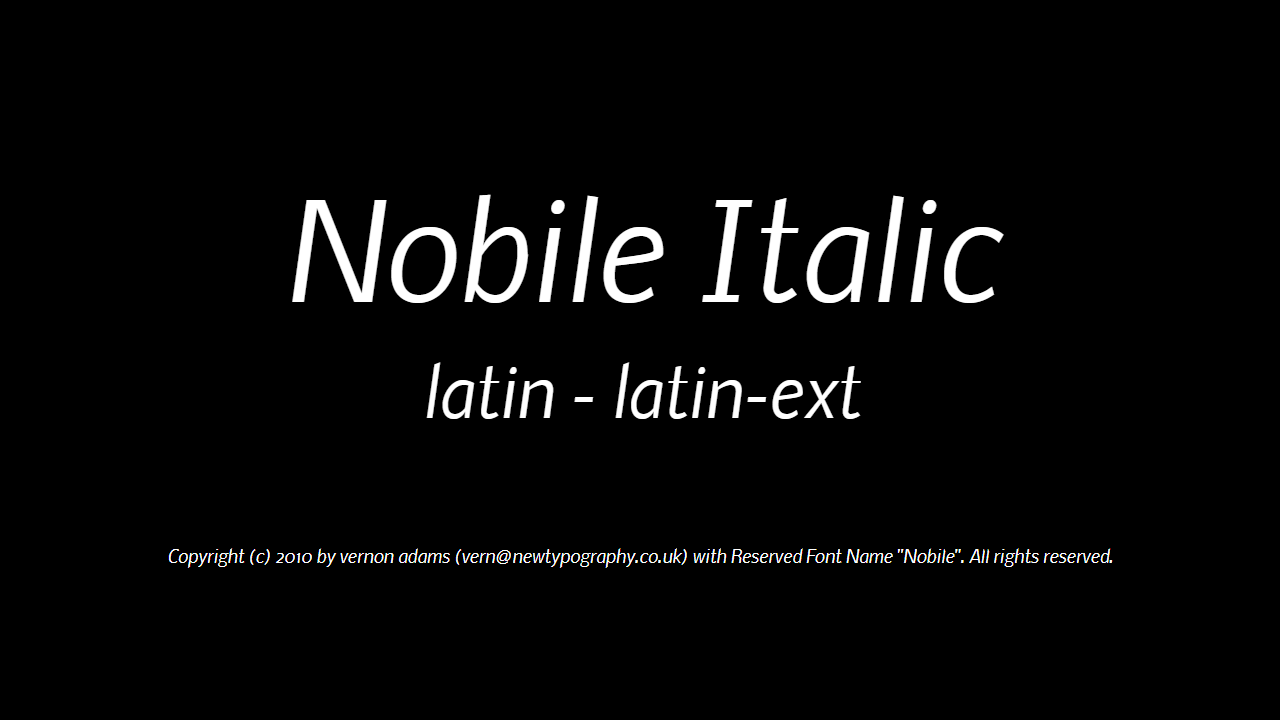 Nobile Italic
latin - latin-ext
Copyright (c) 2010 by vernon adams (vern@newtypography.co.uk) with Reserved Font Name "Nobile". All rights reserved.